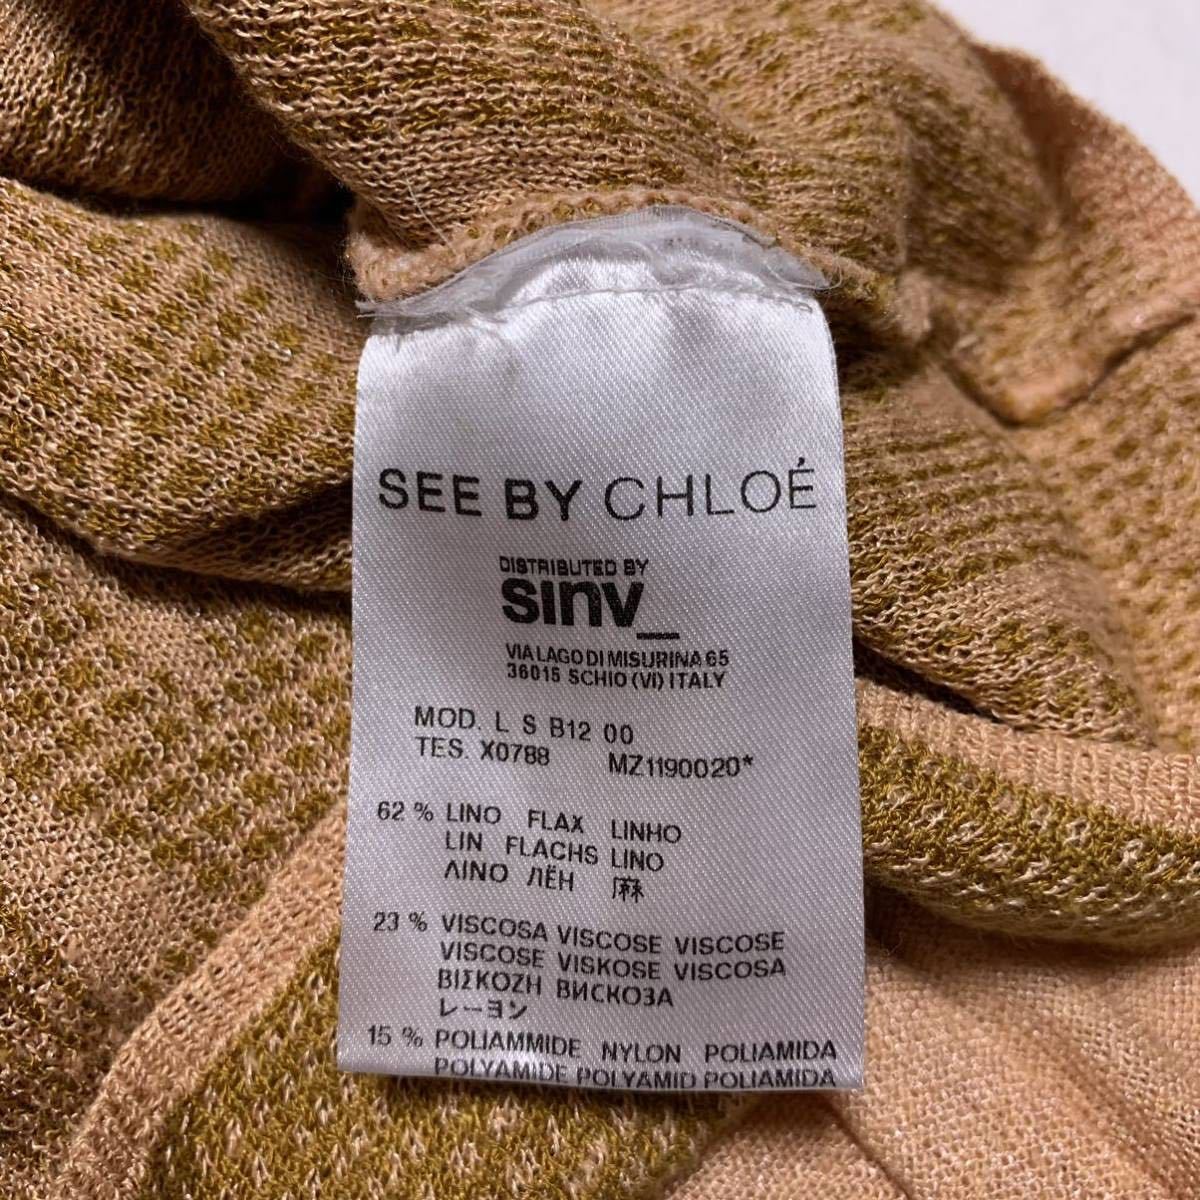 SEE BY CHLOÉ
DISTRIBUTED BY
sinv_
VIA LAGO DI MISURINA 65
36015 SCHIO (VI) ITALY
MOD. L S B12 00
TES. X0788 MZ1190020*
62 % LINO FLAX LINHO
LIN FLACHS LINO
ΛΙΝΟ ЛЁН 麻
23 % VISCOSA VISCOSE VISCOSE
VISCOSE VISKOSE VISCOSA
ΒΙΣΚΟΖΗ ВИСКОЗА
レーヨン
15 % POLIAMMIDE NYLON POLIAMIDA
POLYAMIDE POLYAMID POLIAMIDA